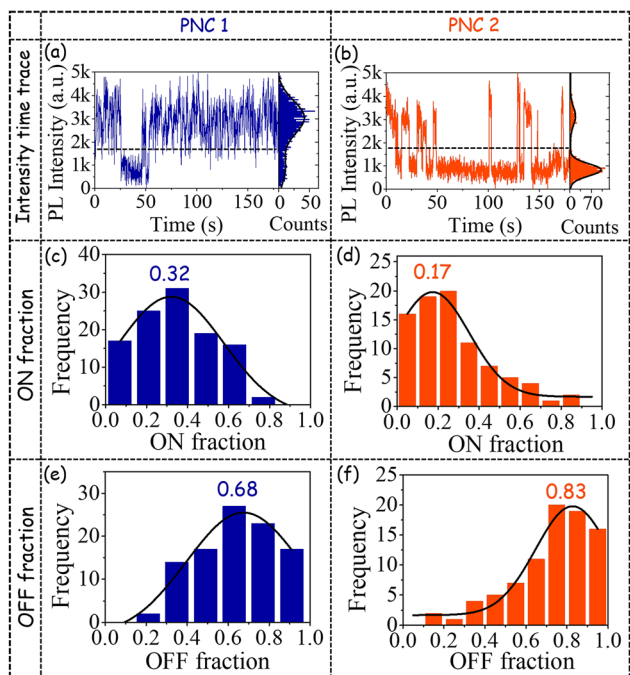 PNC 1
PNC 2
Intensity time trace
(a)
5k
4k
3k
2k
1k
0
PL Intensity (a.u.)
0 50 100 150 0 50
Time (s) Counts
(b)
5k
4k
3k
2k
1k
0
PL Intensity (a.u.)
0 50 100 150 0 70
Time (s) Counts
ON fraction
(c)
0.32
40
30
20
10
0
Frequency
0.0 0.2 0.4 0.6 0.8 1.0
ON fraction
(d)
0.17
25
20
15
10
5
0
Frequency
0.0 0.2 0.4 0.6 0.8 1.0
ON fraction
OFF fraction
(e)
0.68
30
20
10
0
Frequency
0.0 0.2 0.4 0.6 0.8 1.0
OFF fraction
(f)
0.83
25
20
15
10
5
0
Frequency
0.0 0.2 0.4 0.6 0.8 1.0
OFF fraction